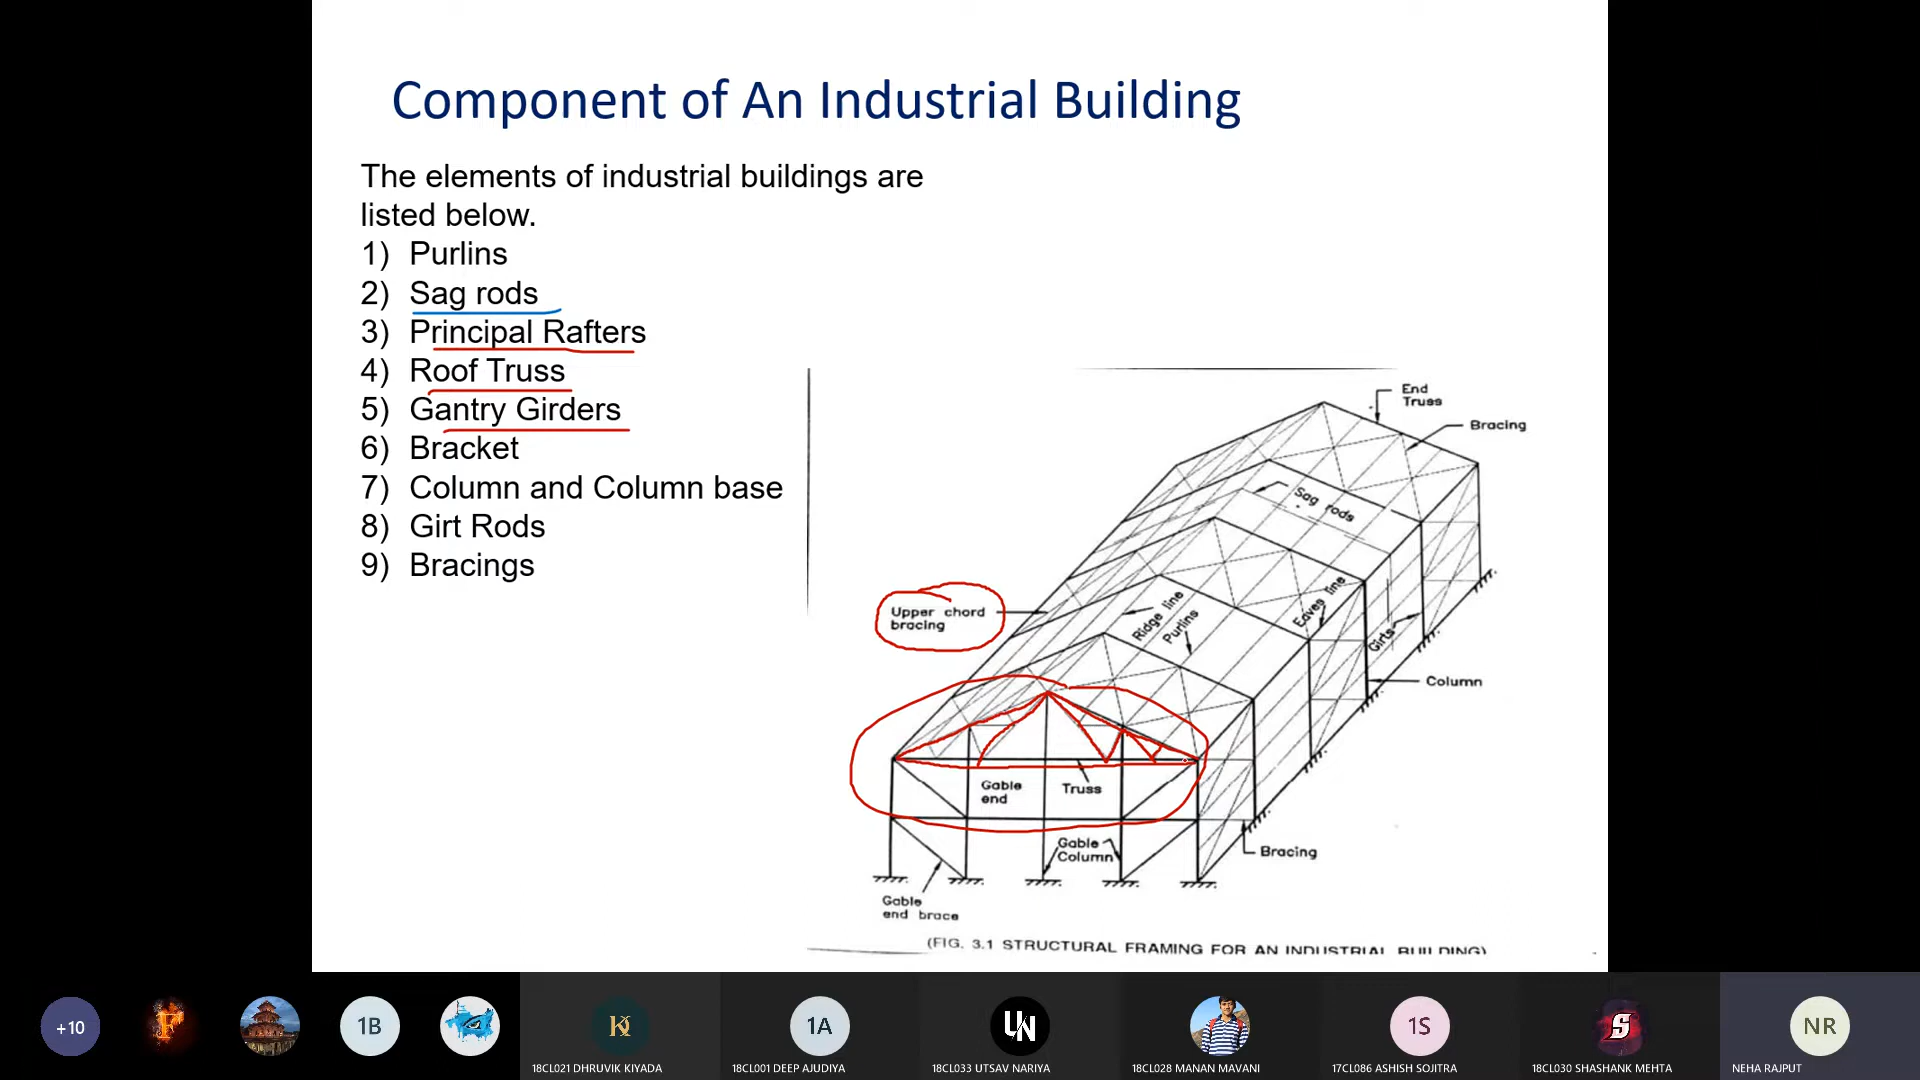 Component of An Industrial Building
The elements of industrial buildings are
listed below.
1) Purlins
2) Sag rods
3) Principal Rafters
4) Roof Truss
5) Gantry Girders
6) Bracket
7) Column and Column base
8) Girt Rods
9) Bracings
End
Truss
Bracing
Sag rods
Upper chord
bracing
Ridge line
Purlins
Eaves line
Girts
Column
Gable
end
Truss
Gable
Column
Bracing
Gable
end brace
(FIG. 3.1 STRUCTURAL FRAMING FOR AN INDUSTRIAL BUILDING)
+10
F
1B
K
1A
UN
1S
S
NR
18CL021 DHRUVIK KIYADA
18CL001 DEEP AJUDIYA
18CL033 UTSAV NARIYA
18CL028 MANAN MAVANI
17CL086 ASHISH SOJITRA
18CL030 SHASHANK MEHTA
NEHA RAJPUT